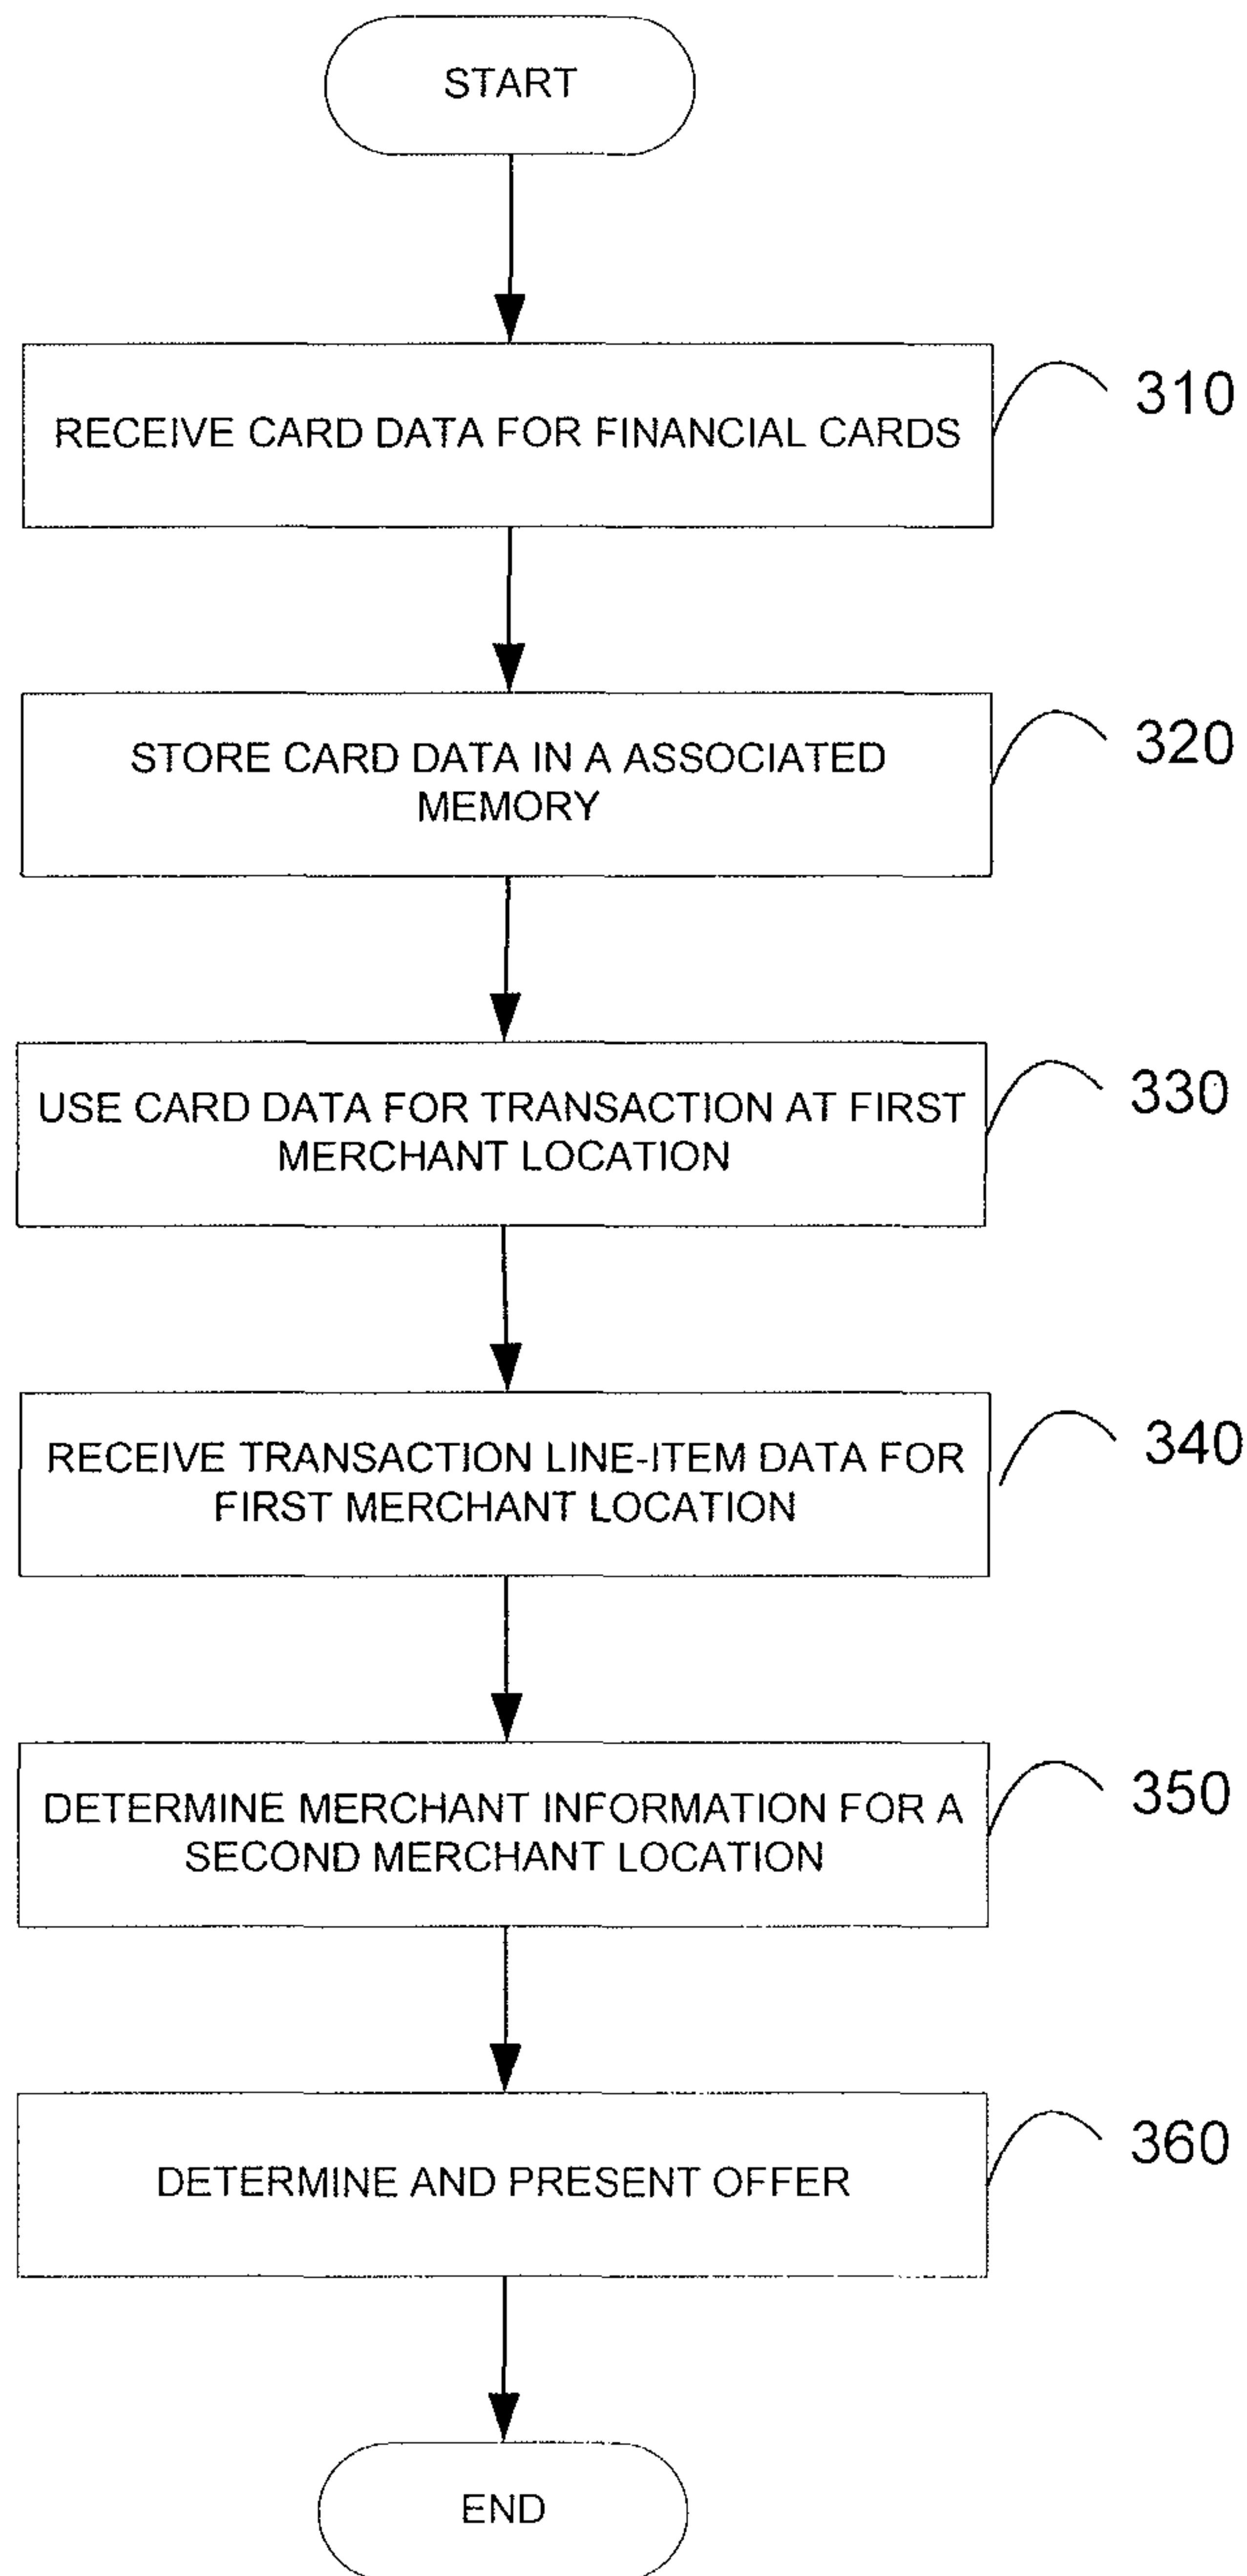 START
RECEIVE CARD DATA FOR FINANCIAL CARDS
310
STORE CARD DATA IN A ASSOCIATED
MEMORY
320
USE CARD DATA FOR TRANSACTION AT FIRST
MERCHANT LOCATION
330
RECEIVE TRANSACTION LINE-ITEM DATA FOR
FIRST MERCHANT LOCATION
340
DETERMINE MERCHANT INFORMATION FOR A
SECOND MERCHANT LOCATION
350
DETERMINE AND PRESENT OFFER
360
END